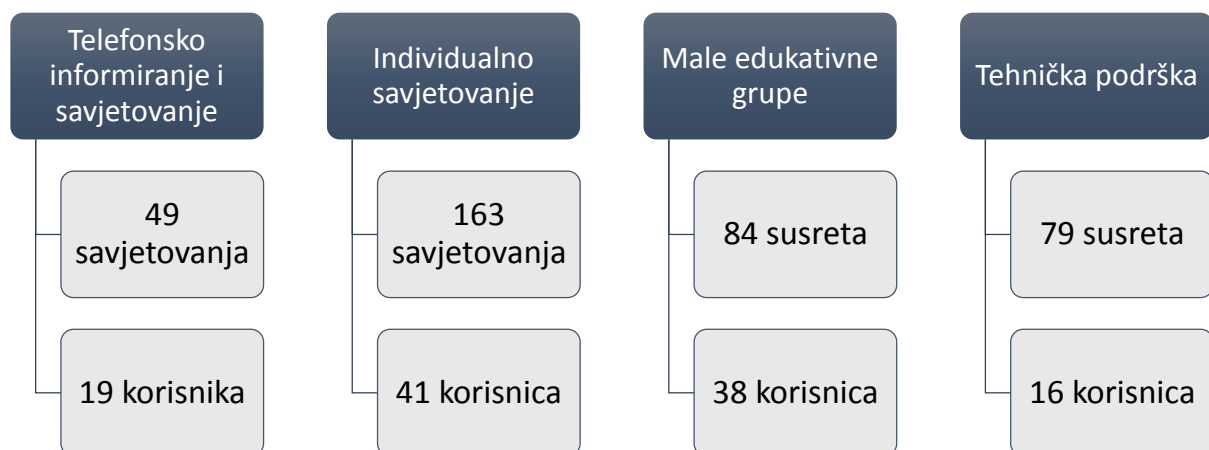 Telefonsko
informiranje i
savjetovanje
49
savjetovanja
19 korisnika
Individualno
savjetovanje
163
savjetovanja
41 korisnica
Male edukativne
grupe
84 susreta
38 korisnica
Tehnička podrška
79 susreta
16 korisnica